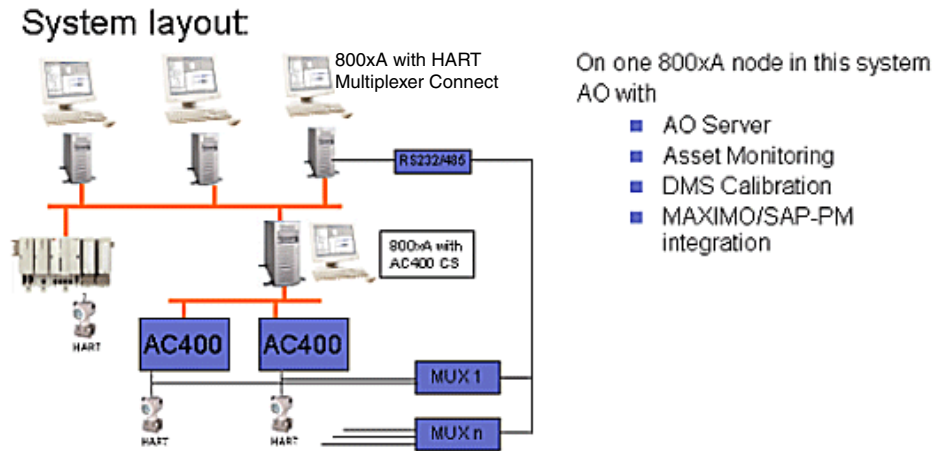 System layout:
800xA with HART
Multiplexer Connect
RS232/485
800xA with
AC400 CS
HART
AC400
AC400
MUX 1
HART
HART
MUX n
On one 800xA node in this system
AO with
AO Server
Asset Monitoring
DMS Calibration
MAXIMO/SAP-PM
integration